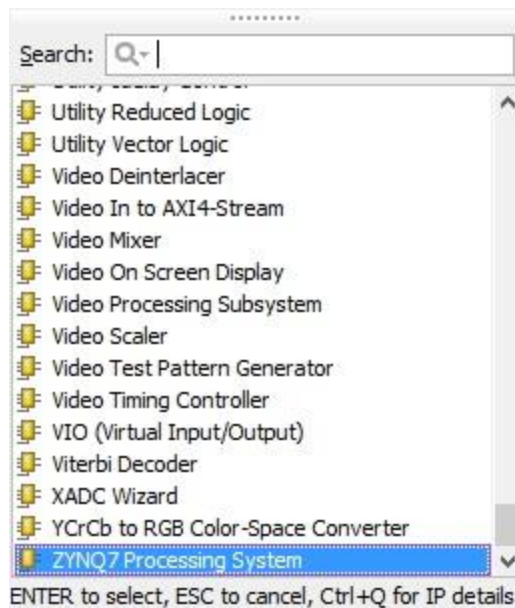 Search:
Utility Reduced Logic
Utility Vector Logic
Video Deinterlacer
Video In to AXI4-Stream
Video Mixer
Video On Screen Display
Video Processing Subsystem
Video Scaler
Video Test Pattern Generator
Video Timing Controller
VIO (Virtual Input/Output)
Viterbi Decoder
XADC Wizard
YCrCb to RGB Color-Space Converter
ZYNQ7 Processing System
ENTER to select, ESC to cancel, Ctrl+Q for IP details